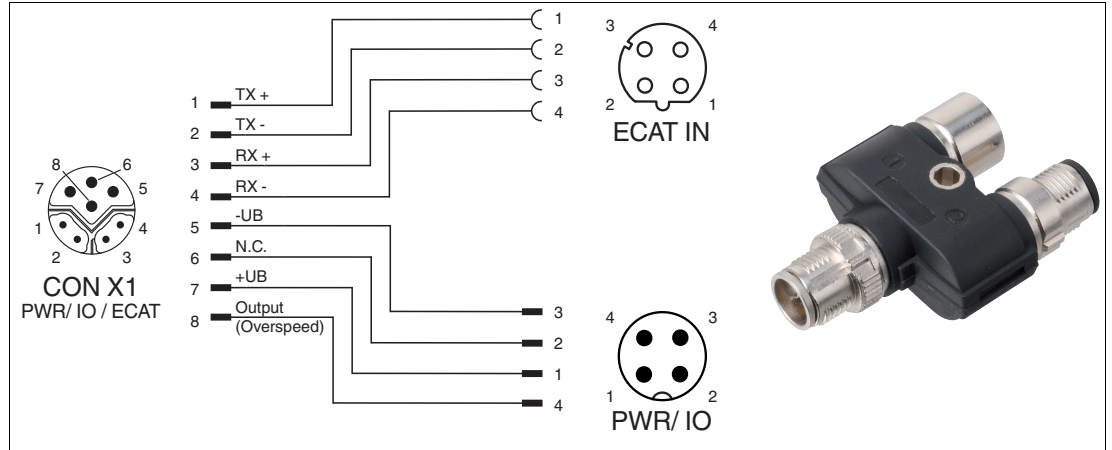 1
2
3
4
3 4
2 1
ECAT IN
1 TX +
2 TX -
3 RX +
4 RX -
5 -UB
6 N.C.
7 +UB
8 Output
(Overspeed)
8 6
7 5
1 4
2 3
CON X1
PWR/ IO / ECAT
3
2
1
4
4 3
1 2
PWR/ IO